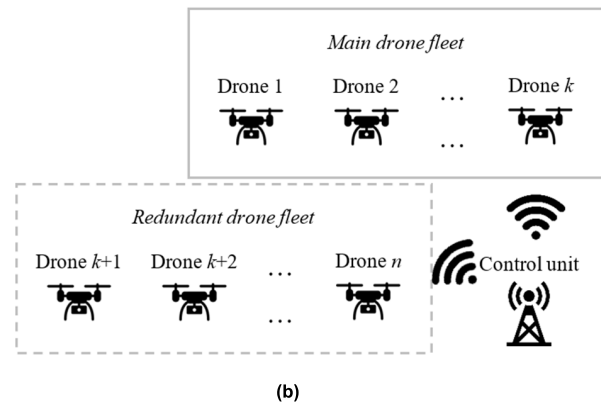 Main drone fleet
Drone 1 Drone 2 ... Drone k
...
Redundant drone fleet
Drone k+1 Drone k+2 ... Drone n
...
Control unit
(b)